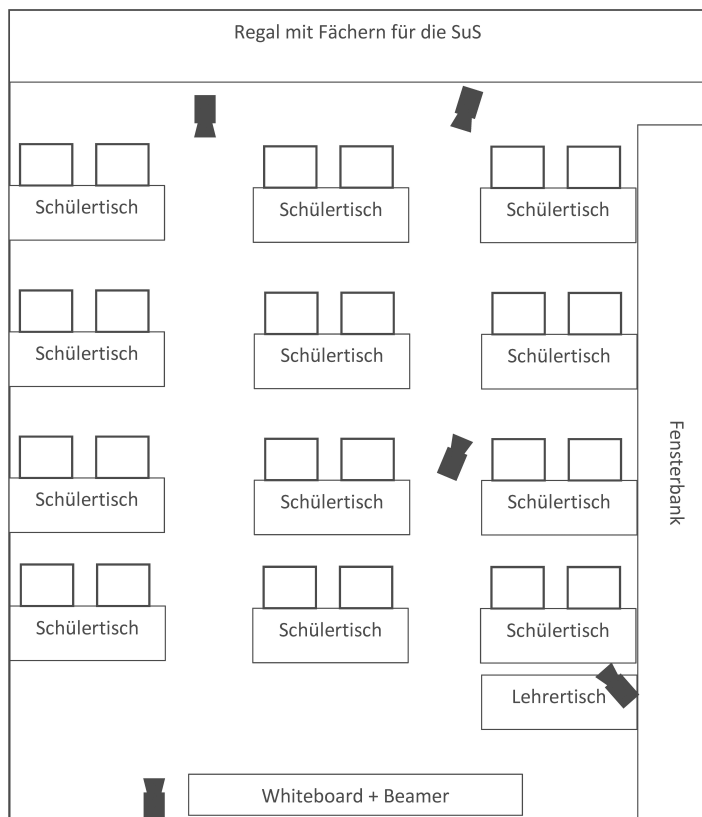 Regal mit Fächern für die SuS
Schülertisch
Schülertisch
Schülertisch
Schülertisch
Schülertisch
Schülertisch
Schülertisch
Schülertisch
Schülertisch
Schülertisch
Schülertisch
Schülertisch
Fensterbank
Lehrertisch
Whiteboard + Beamer